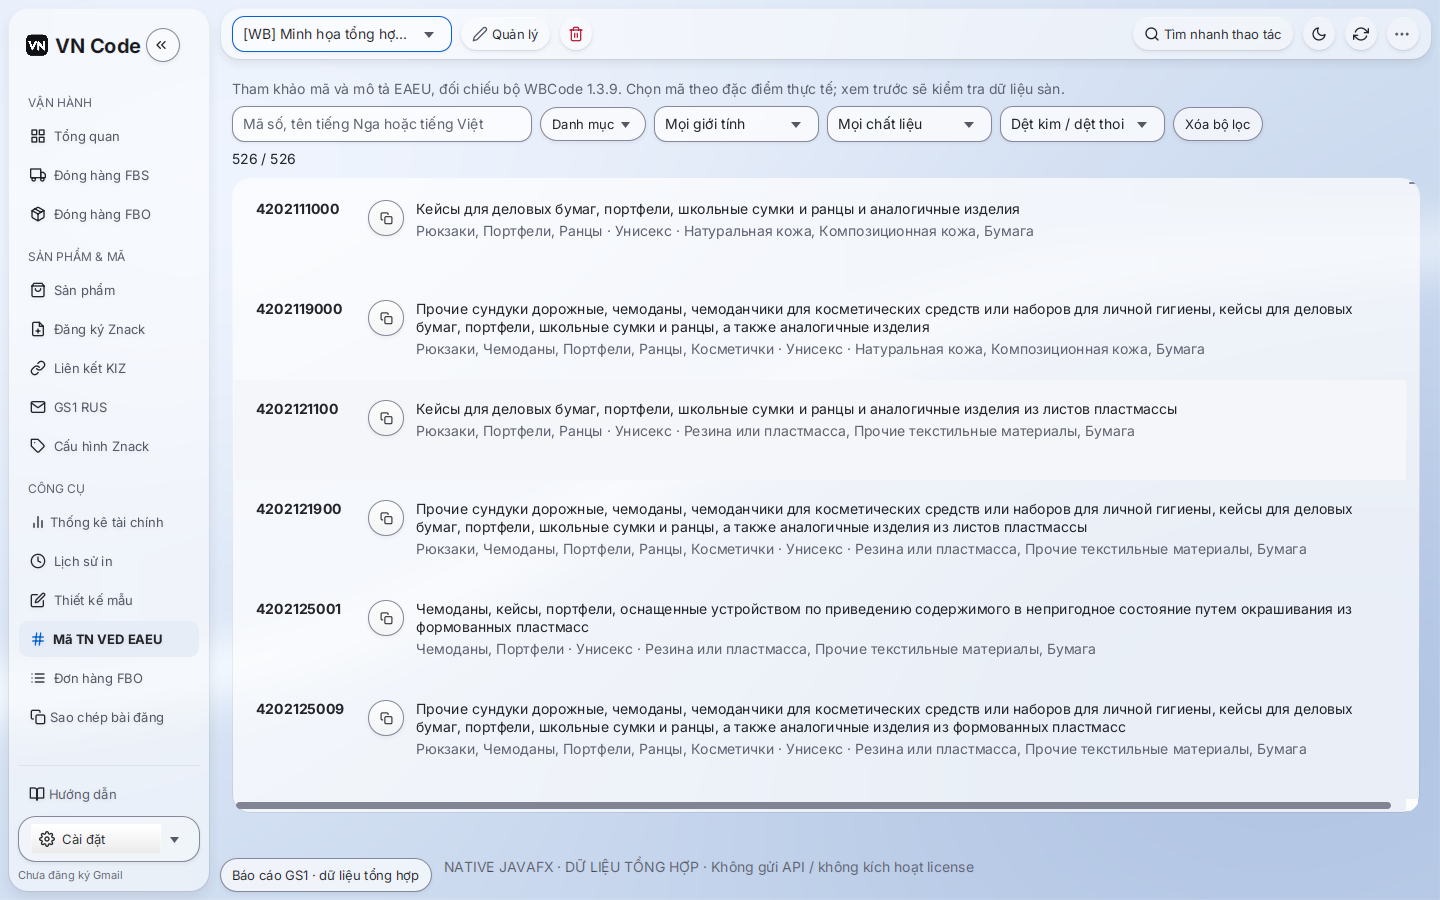 VN Code
VẬN HÀNH
Tổng quan
Đóng hàng FBS
Đóng hàng FBO
SẢN PHẨM & MÃ
Sản phẩm
Đăng ký Znack
Liên kết KIZ
GS1 RUS
Cấu hình Znack
CÔNG CỤ
Thống kê tài chính
Lịch sử in
Thiết kế mẫu
Mã TN VED EAEU
Đơn hàng FBO
Sao chép bài đăng
Hướng dẫn
Cài đặt
Chưa đăng ký Gmail
[WB] Minh họa tổng hợ...
Quản lý
Tìm nhanh thao tác
Tham khảo mã và mô tả EAEU, đối chiếu bộ WBCode 1.3.9. Chọn mã theo đặc điểm thực tế; xem trước sẽ kiểm tra dữ liệu sàn.
Mã số, tên tiếng Nga hoặc tiếng Việt
Danh mục
Mọi giới tính
Mọi chất liệu
Dệt kim / dệt thoi
Xóa bộ lọc
526 / 526
4202111000
Кейсы для деловых бумаг, портфели, школьные сумки и ранцы и аналогичные изделия
Рюкзаки, Портфели, Ранцы · Унисекс · Натуральная кожа, Композиционная кожа, Бумага
4202119000
Прочие сундуки дорожные, чемоданы, чемоданчики для косметических средств или наборов для личной гигиены, кейсы для деловых
бумаг, портфели, школьные сумки и ранцы, а также аналогичные изделия
Рюкзаки, Чемоданы, Портфели, Ранцы, Косметички · Унисекс · Натуральная кожа, Композиционная кожа, Бумага
4202121100
Кейсы для деловых бумаг, портфели, школьные сумки и ранцы и аналогичные изделия из листов пластмассы
Рюкзаки, Портфели, Ранцы · Унисекс · Резина или пластмасса, Прочие текстильные материалы, Бумага
4202121900
Прочие сундуки дорожные, чемоданы, чемоданчики для косметических средств или наборов для личной гигиены, кейсы для деловых
бумаг, портфели, школьные сумки и ранцы, а также аналогичные изделия из листов пластмассы
Рюкзаки, Чемоданы, Портфели, Ранцы, Косметички · Унисекс · Резина или пластмасса, Прочие текстильные материалы, Бумага
4202125001
Чемоданы, кейсы, портфели, оснащенные устройством по приведению содержимого в непригодное состояние путем окрашивания из
формованных пластмасс
Чемоданы, Портфели · Унисекс · Резина или пластмасса, Прочие текстильные материалы, Бумага
4202125009
Прочие сундуки дорожные, чемоданы, чемоданчики для косметических средств или наборов для личной гигиены, кейсы для деловых
бумаг, портфели, школьные сумки и ранцы, а также аналогичные изделия из формованных пластмасс
Рюкзаки, Чемоданы, Портфели, Ранцы, Косметички · Унисекс · Резина или пластмасса, Прочие текстильные материалы, Бумага
Báo cáo GS1 · dữ liệu tổng hợp
NATIVE JAVAFX · DỮ LIỆU TỔNG HỢP · Không gửi API / không kích hoạt license